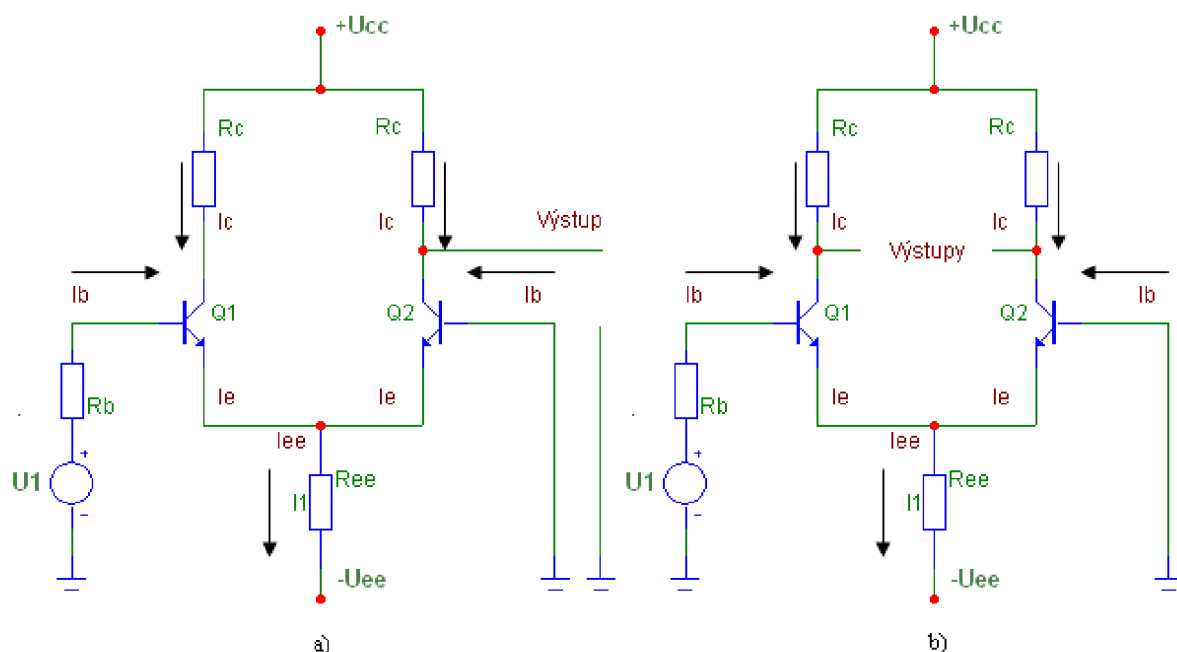 +Ucc
Rc
Rc
Ic
Ic
Výstup
Ib
Ib
Q1
Q2
Ie
Ie
Rb
Iee
U1
+
-
Ree
I1
-Uee
a)
+Ucc
Rc
Rc
Ic
Ic
Výstupy
Ib
Ib
Q1
Q2
Ie
Ie
Rb
Iee
U1
+
-
Ree
I1
-Uee
b)